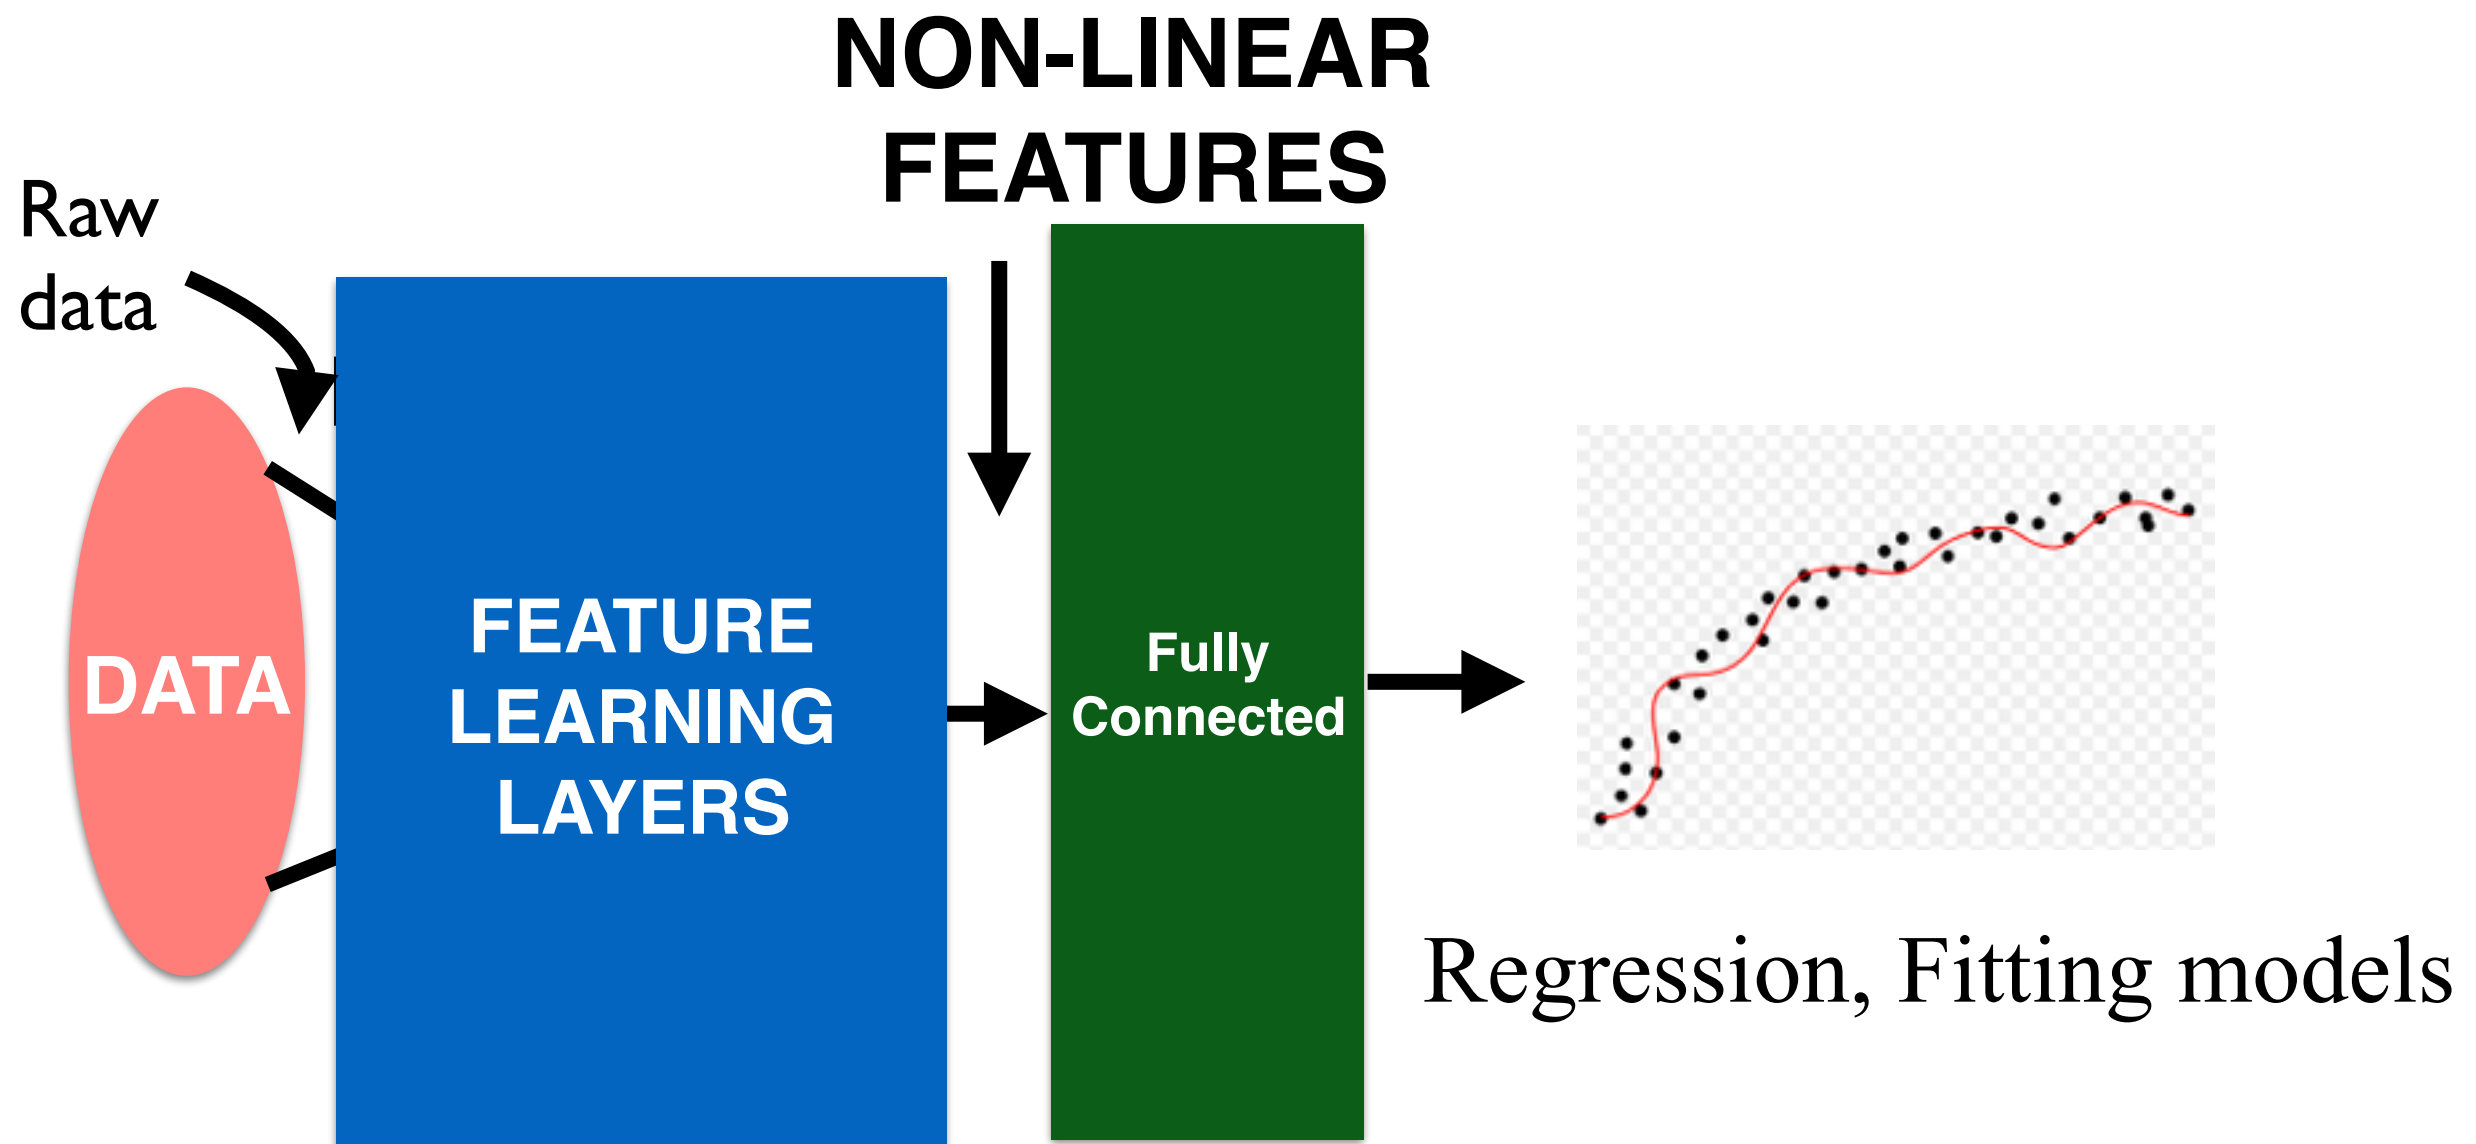 NON-LINEAR
FEATURES
Raw
data
DATA
FEATURE
LEARNING
LAYERS
Fully
Connected
Regression, Fitting models